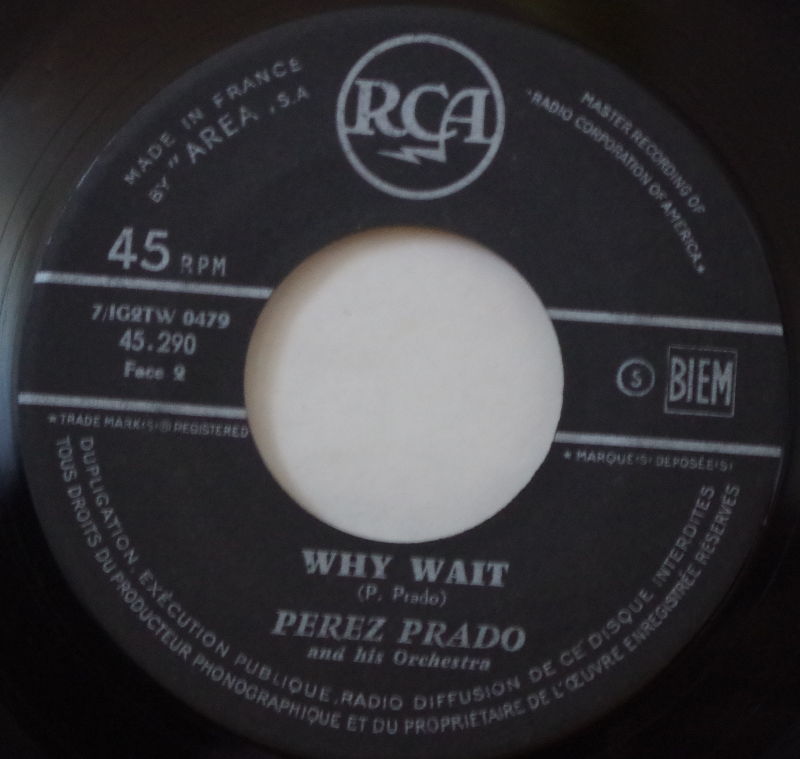 RCA
MADE IN FRANCE
BY "AREA, S.A
MASTER RECORDING OF
"RADIO CORPORATION OF AMERICA"
45 RPM
7/IG2TW 0479
45.290
Face 2
S BIEM
★ TRADE MARK(S) ® REGISTERED
★ MARQUE(S) DÉPOSÉE(S)
WHY WAIT
(P. Prado)
PEREZ PRADO
and his Orchestra
DUPLICATION, EXÉCUTION PUBLIQUE, RADIO DIFFUSION DE CE DISQUE INTERDITES
TOUS DROITS DU PRODUCTEUR PHONOGRAPHIQUE ET DU PROPRIÉTAIRE DE L'ŒUVRE ENREGISTRÉE RÉSERVÉS